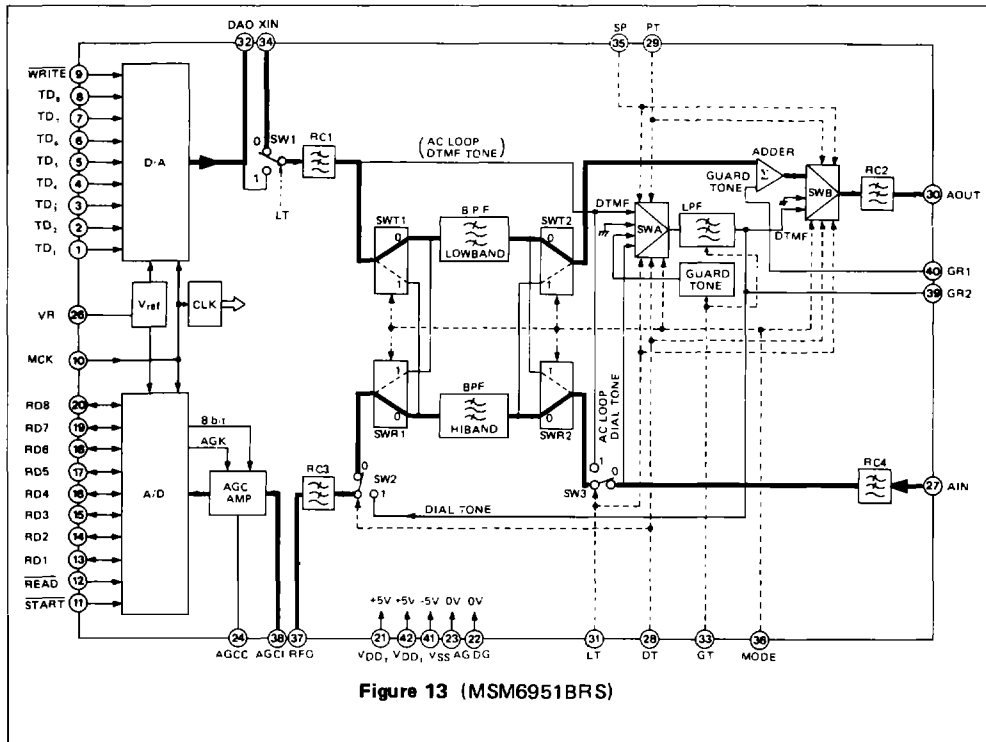 DAO XIN
32 34
SP PT
35 29
WRITE 9
TD8 8
TD7 7
TD6 6
TD5 5
TD4 4
TD3 3
TD2 2
TD1 1
D/A
0
SW1
1
LT
RC1
(AC LOOP
DTMF TONE)
ADDER
Σ
GUARD
TONE
SWB
RC2
30 AOUT
DTMF
SWA
LPF
DTMF
GUARD
TONE
40 GR1
39 GR2
SWT1
0
1
BPF
LOWBAND
SWT2
0
1
VR 26
Vref
CLK
MCK 10
1
0
SWR1
BPF
HIBAND
1
0
SWR2
AC LOOP
DIAL TONE
RD8 20
RD7 19
RD6 18
RD5 17
RD4 16
RD3 15
RD2 14
RD1 13
READ 12
START 11
A/D
8 bit
AGK
AGC
AMP
RC3
0
SW2
1
DIAL TONE
1
SW3
0
RC4
27 AIN
+5V +5V -5V 0V 0V
24 38 37 21 42 41 23 22 31 28 33 36
AGCC AGCI RFO VDD1 VSS AG DG LT DT GT MODE
Figure 13 (MSM6951BRS)